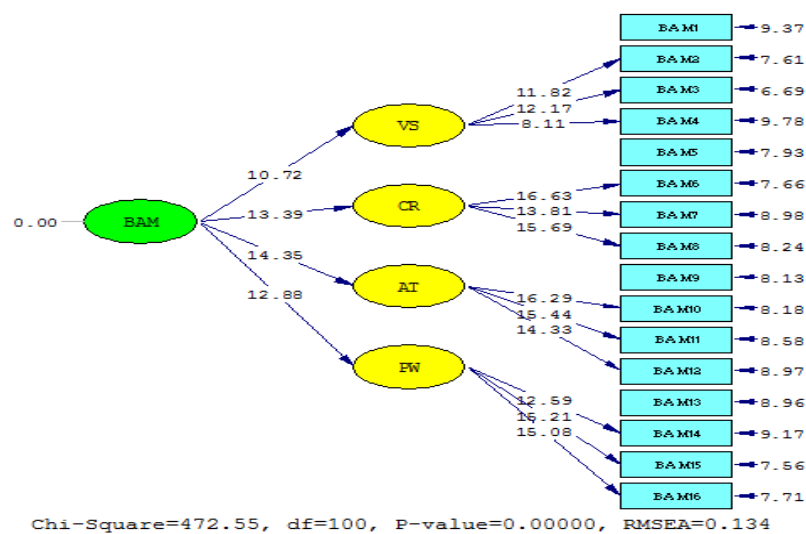 BAM1 9.37
BAM2 7.61
11.82
BAM3 6.69
12.17
VS 8.11 BAM4 9.78
BAM5 7.93
10.72
BAM6 7.66
16.63
CR 13.81 BAM7 8.98
13.39
15.69
0.00 BAM BAM8 8.24
14.35
BAM9 8.13
AT 16.29
12.88 BAM10 8.18
15.44
14.33 BAM11 8.58
PW BAM12 8.97
12.59 BAM13 8.96
15.21
15.08 BAM14 9.17
BAM15 7.56
BAM16 7.71
Chi-Square=472.55, df=100, P-value=0.00000, RMSEA=0.134